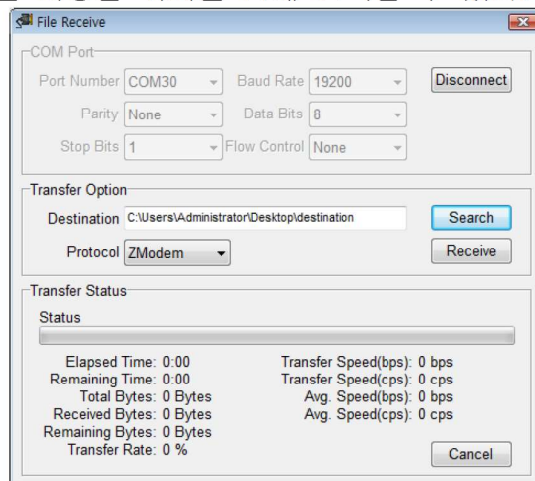 File Receive
COM Port
Port Number COM30 Baud Rate 19200 Disconnect
Parity None Data Bits 8
Stop Bits 1 Flow Control None
Transfer Option
Destination C:\Users\Administrator\Desktop\destination Search
Protocol ZModem Receive
Transfer Status
Status
Elapsed Time: 0:00 Transfer Speed(bps): 0 bps
Remaining Time: 0:00 Transfer Speed(cps): 0 cps
Total Bytes: 0 Bytes Avg. Speed(bps): 0 bps
Received Bytes: 0 Bytes Avg. Speed(cps): 0 cps
Remaining Bytes: 0 Bytes
Transfer Rate: 0 %
Cancel